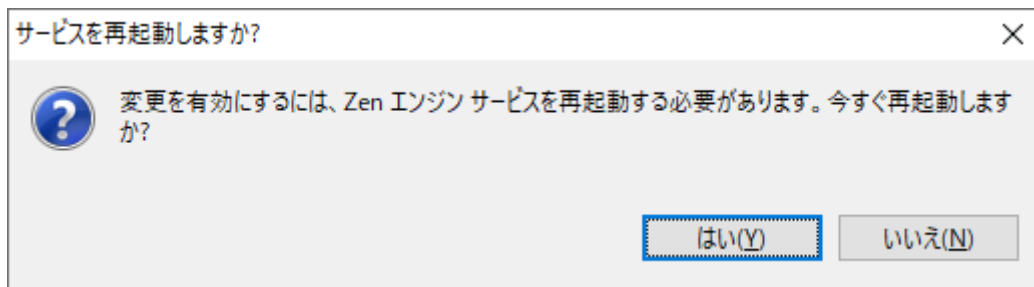 サービスを再起動しますか?
変更を有効にするには、Zen エンジン サービスを再起動する必要があります。今すぐ再起動します
か?
はい(Y)
いいえ(N)